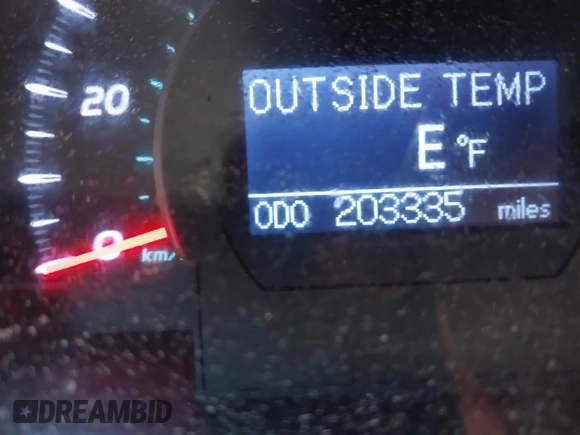 20
0
km/
OUTSIDE TEMP
E °F
ODO 203335 miles
DREAMBID